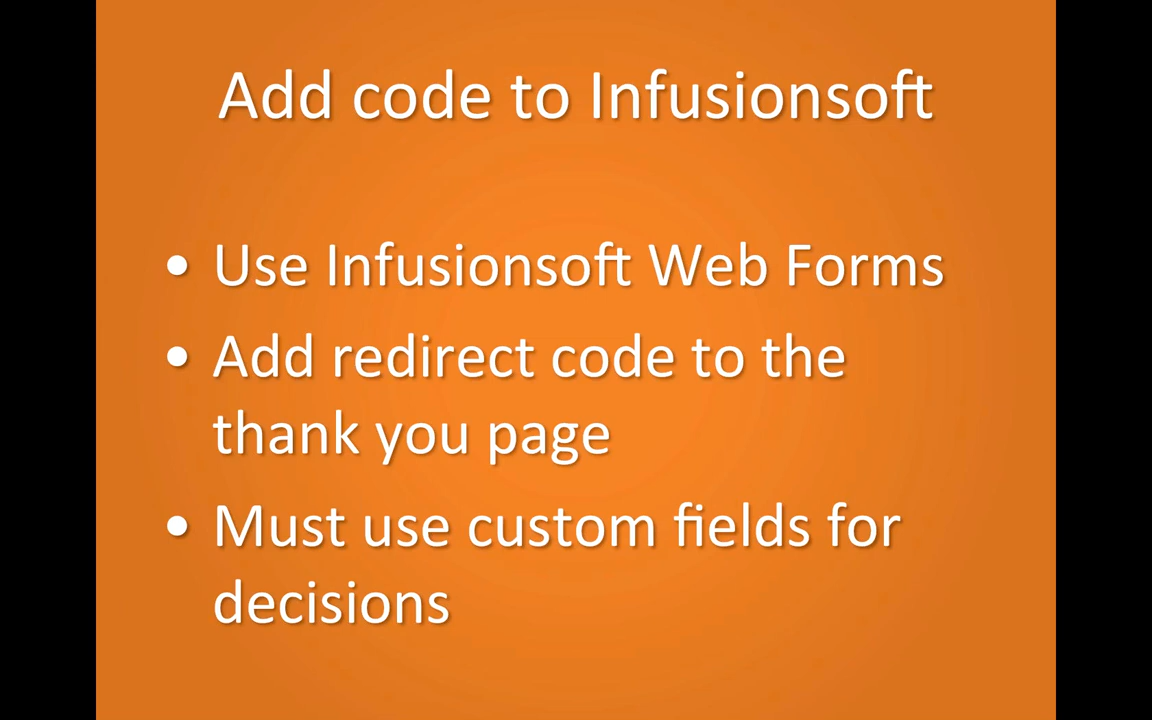 Add code to Infusionsoft
• Use Infusionsoft Web Forms
• Add redirect code to the
thank you page
• Must use custom fields for
decisions